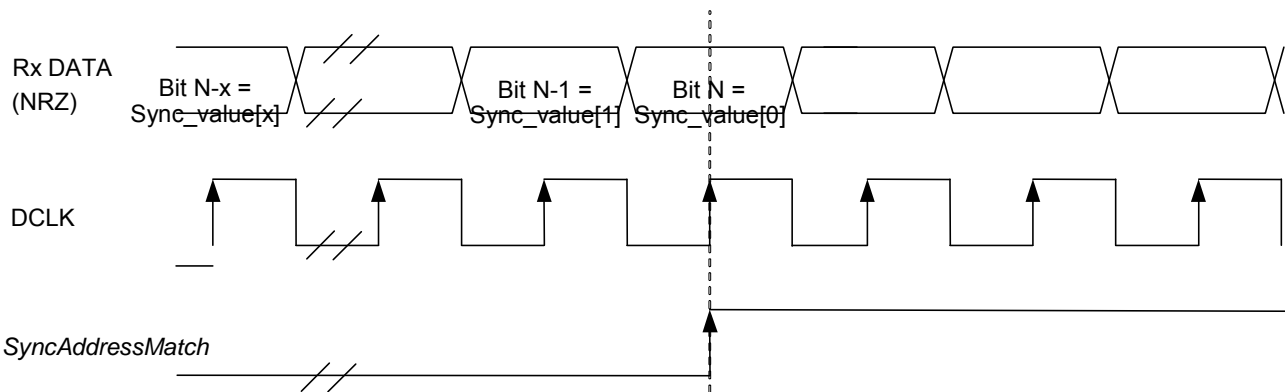 Rx DATA
(NRZ)
Bit N-x =
Sync_value[x]
Bit N-1 =
Sync_value[1]
Bit N =
Sync_value[0]
DCLK
SyncAddressMatch